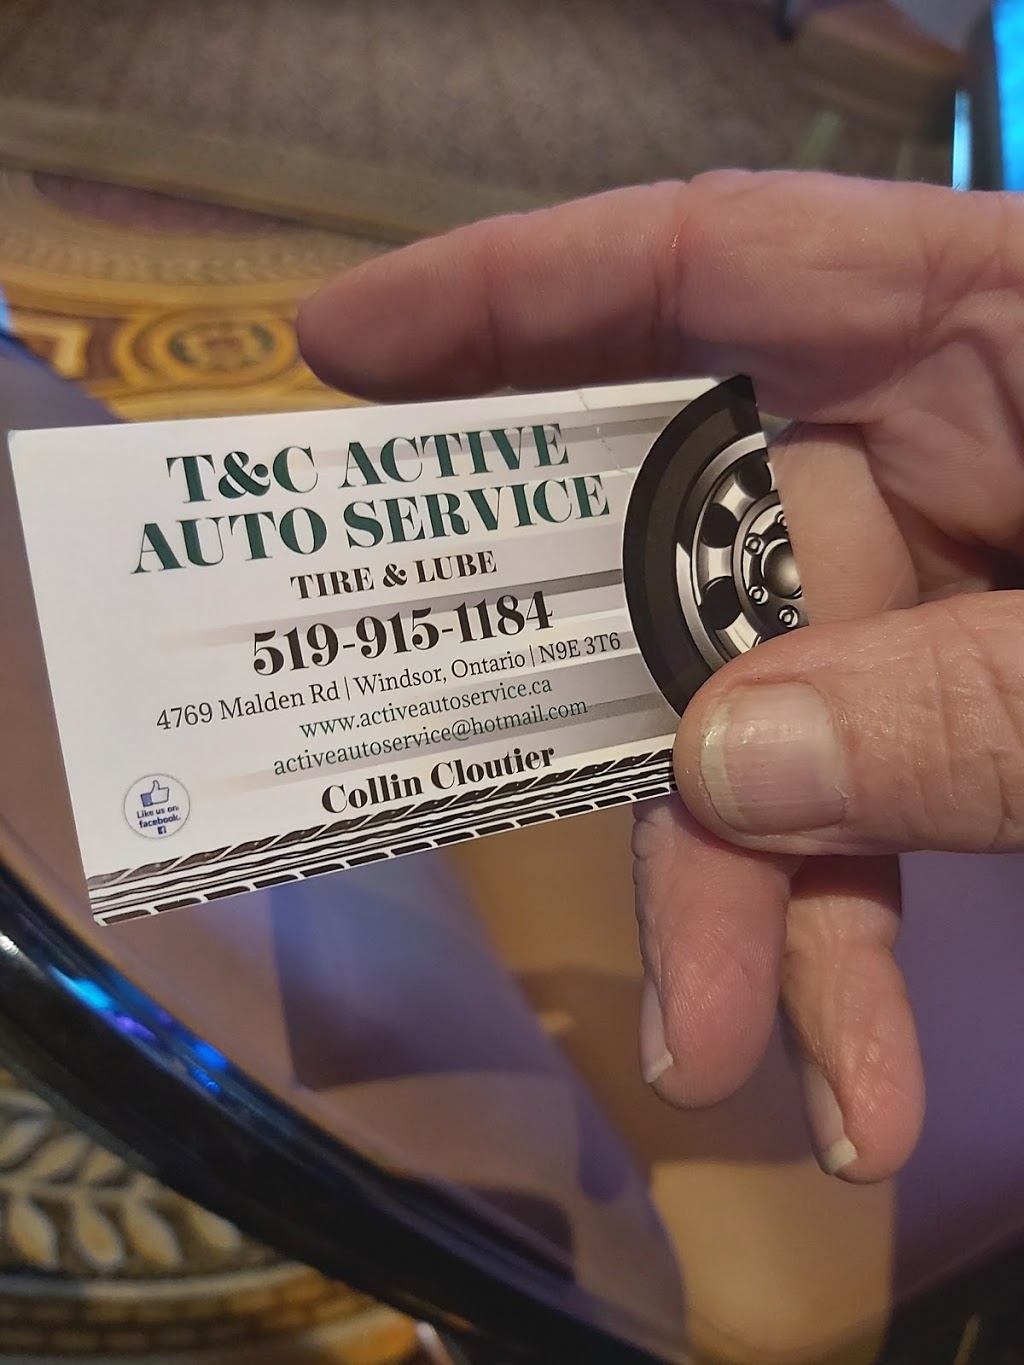 T&C ACTIVE
AUTO SERVICE
TIRE & LUBE
519-915-1184
4769 Malden Rd | Windsor, Ontario | N9E 3T6
www.activeautoservice.ca
activeautoservice@hotmail.com
Collin Cloutier
Like us on
facebook.
f